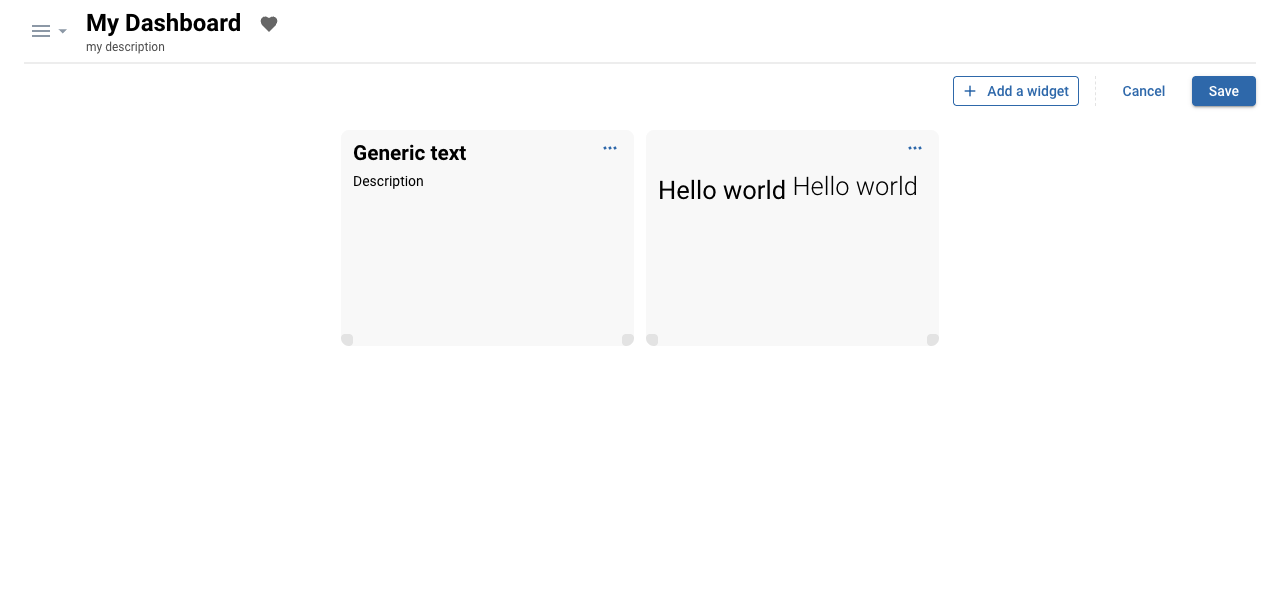 My Dashboard
my description
Add a widget
Cancel
Save
Generic text
Description
Hello world Hello world